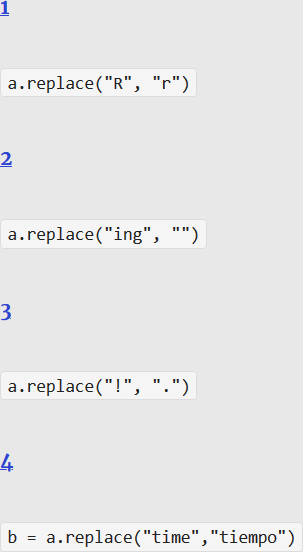 1
a.replace("R", "r")
2
a.replace("ing", "")
3
a.replace("!", ".")
4
b = a.replace("time","tiempo")